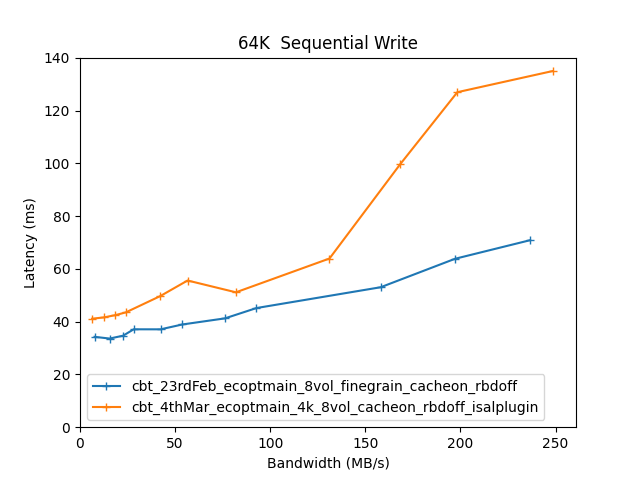 64K  Sequential Write
140
120
100
80
60
40
20
0
Latency (ms)
cbt_23rdFeb_ecoptmain_8vol_finegrain_cacheon_rbdoff
cbt_4thMar_ecoptmain_4k_8vol_cacheon_rbdoff_isalplugin
0 50 100 150 200 250
Bandwidth (MB/s)